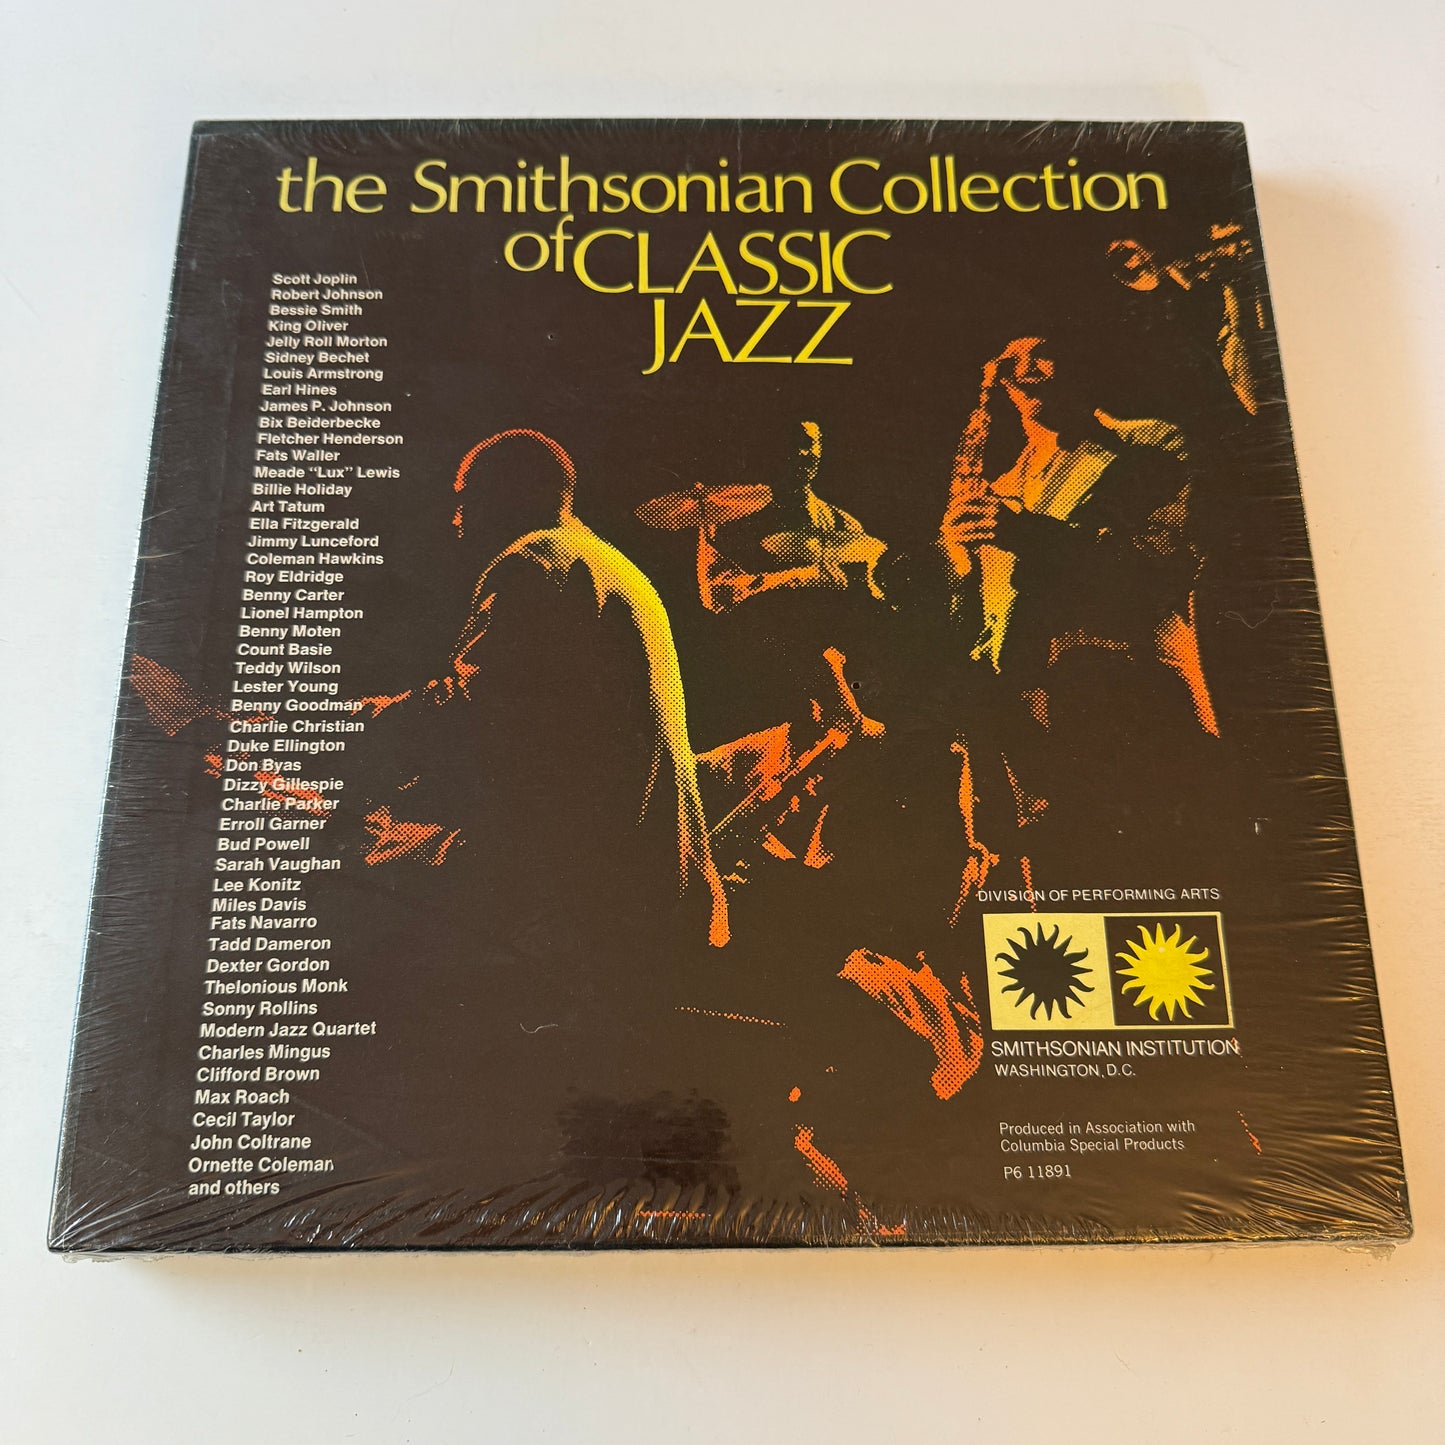 the Smithsonian Collection
of CLASSIC
JAZZ
Scott Joplin
Robert Johnson
Bessie Smith
King Oliver
Jelly Roll Morton
Sidney Bechet
Louis Armstrong
Earl Hines
James P. Johnson
Bix Beiderbecke
Fletcher Henderson
Fats Waller
Meade “Lux” Lewis
Billie Holiday
Art Tatum
Ella Fitzgerald
Jimmy Lunceford
Coleman Hawkins
Roy Eldridge
Benny Carter
Lionel Hampton
Benny Moten
Count Basie
Teddy Wilson
Lester Young
Benny Goodman
Charlie Christian
Duke Ellington
Don Byas
Dizzy Gillespie
Charlie Parker
Erroll Garner
Bud Powell
Sarah Vaughan
Lee Konitz
Miles Davis
Fats Navarro
Tadd Dameron
Dexter Gordon
Thelonious Monk
Sonny Rollins
Modern Jazz Quartet
Charles Mingus
Clifford Brown
Max Roach
Cecil Taylor
John Coltrane
Ornette Coleman
and others
DIVISION OF PERFORMING ARTS
SMITHSONIAN INSTITUTION
WASHINGTON, D.C.
Produced in Association with
Columbia Special Products
P6 11891